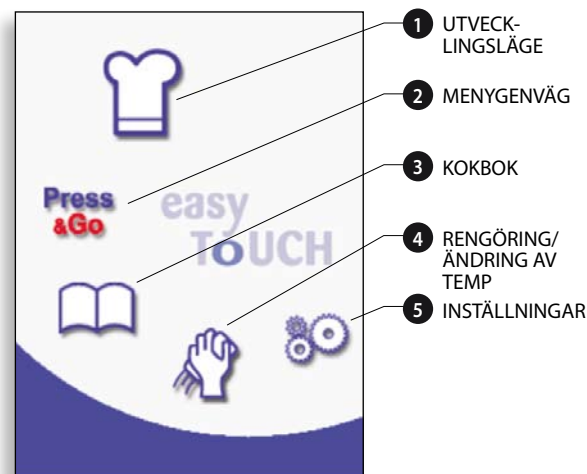 1 UTVECK-
LINGSLÄGE
2 MENYGENVÄG
3 KOKBOK
4 RENGÖRING/
ÄNDRING AV
TEMP
5 INSTÄLLNINGAR
Press
&Go
easy
ToUCH